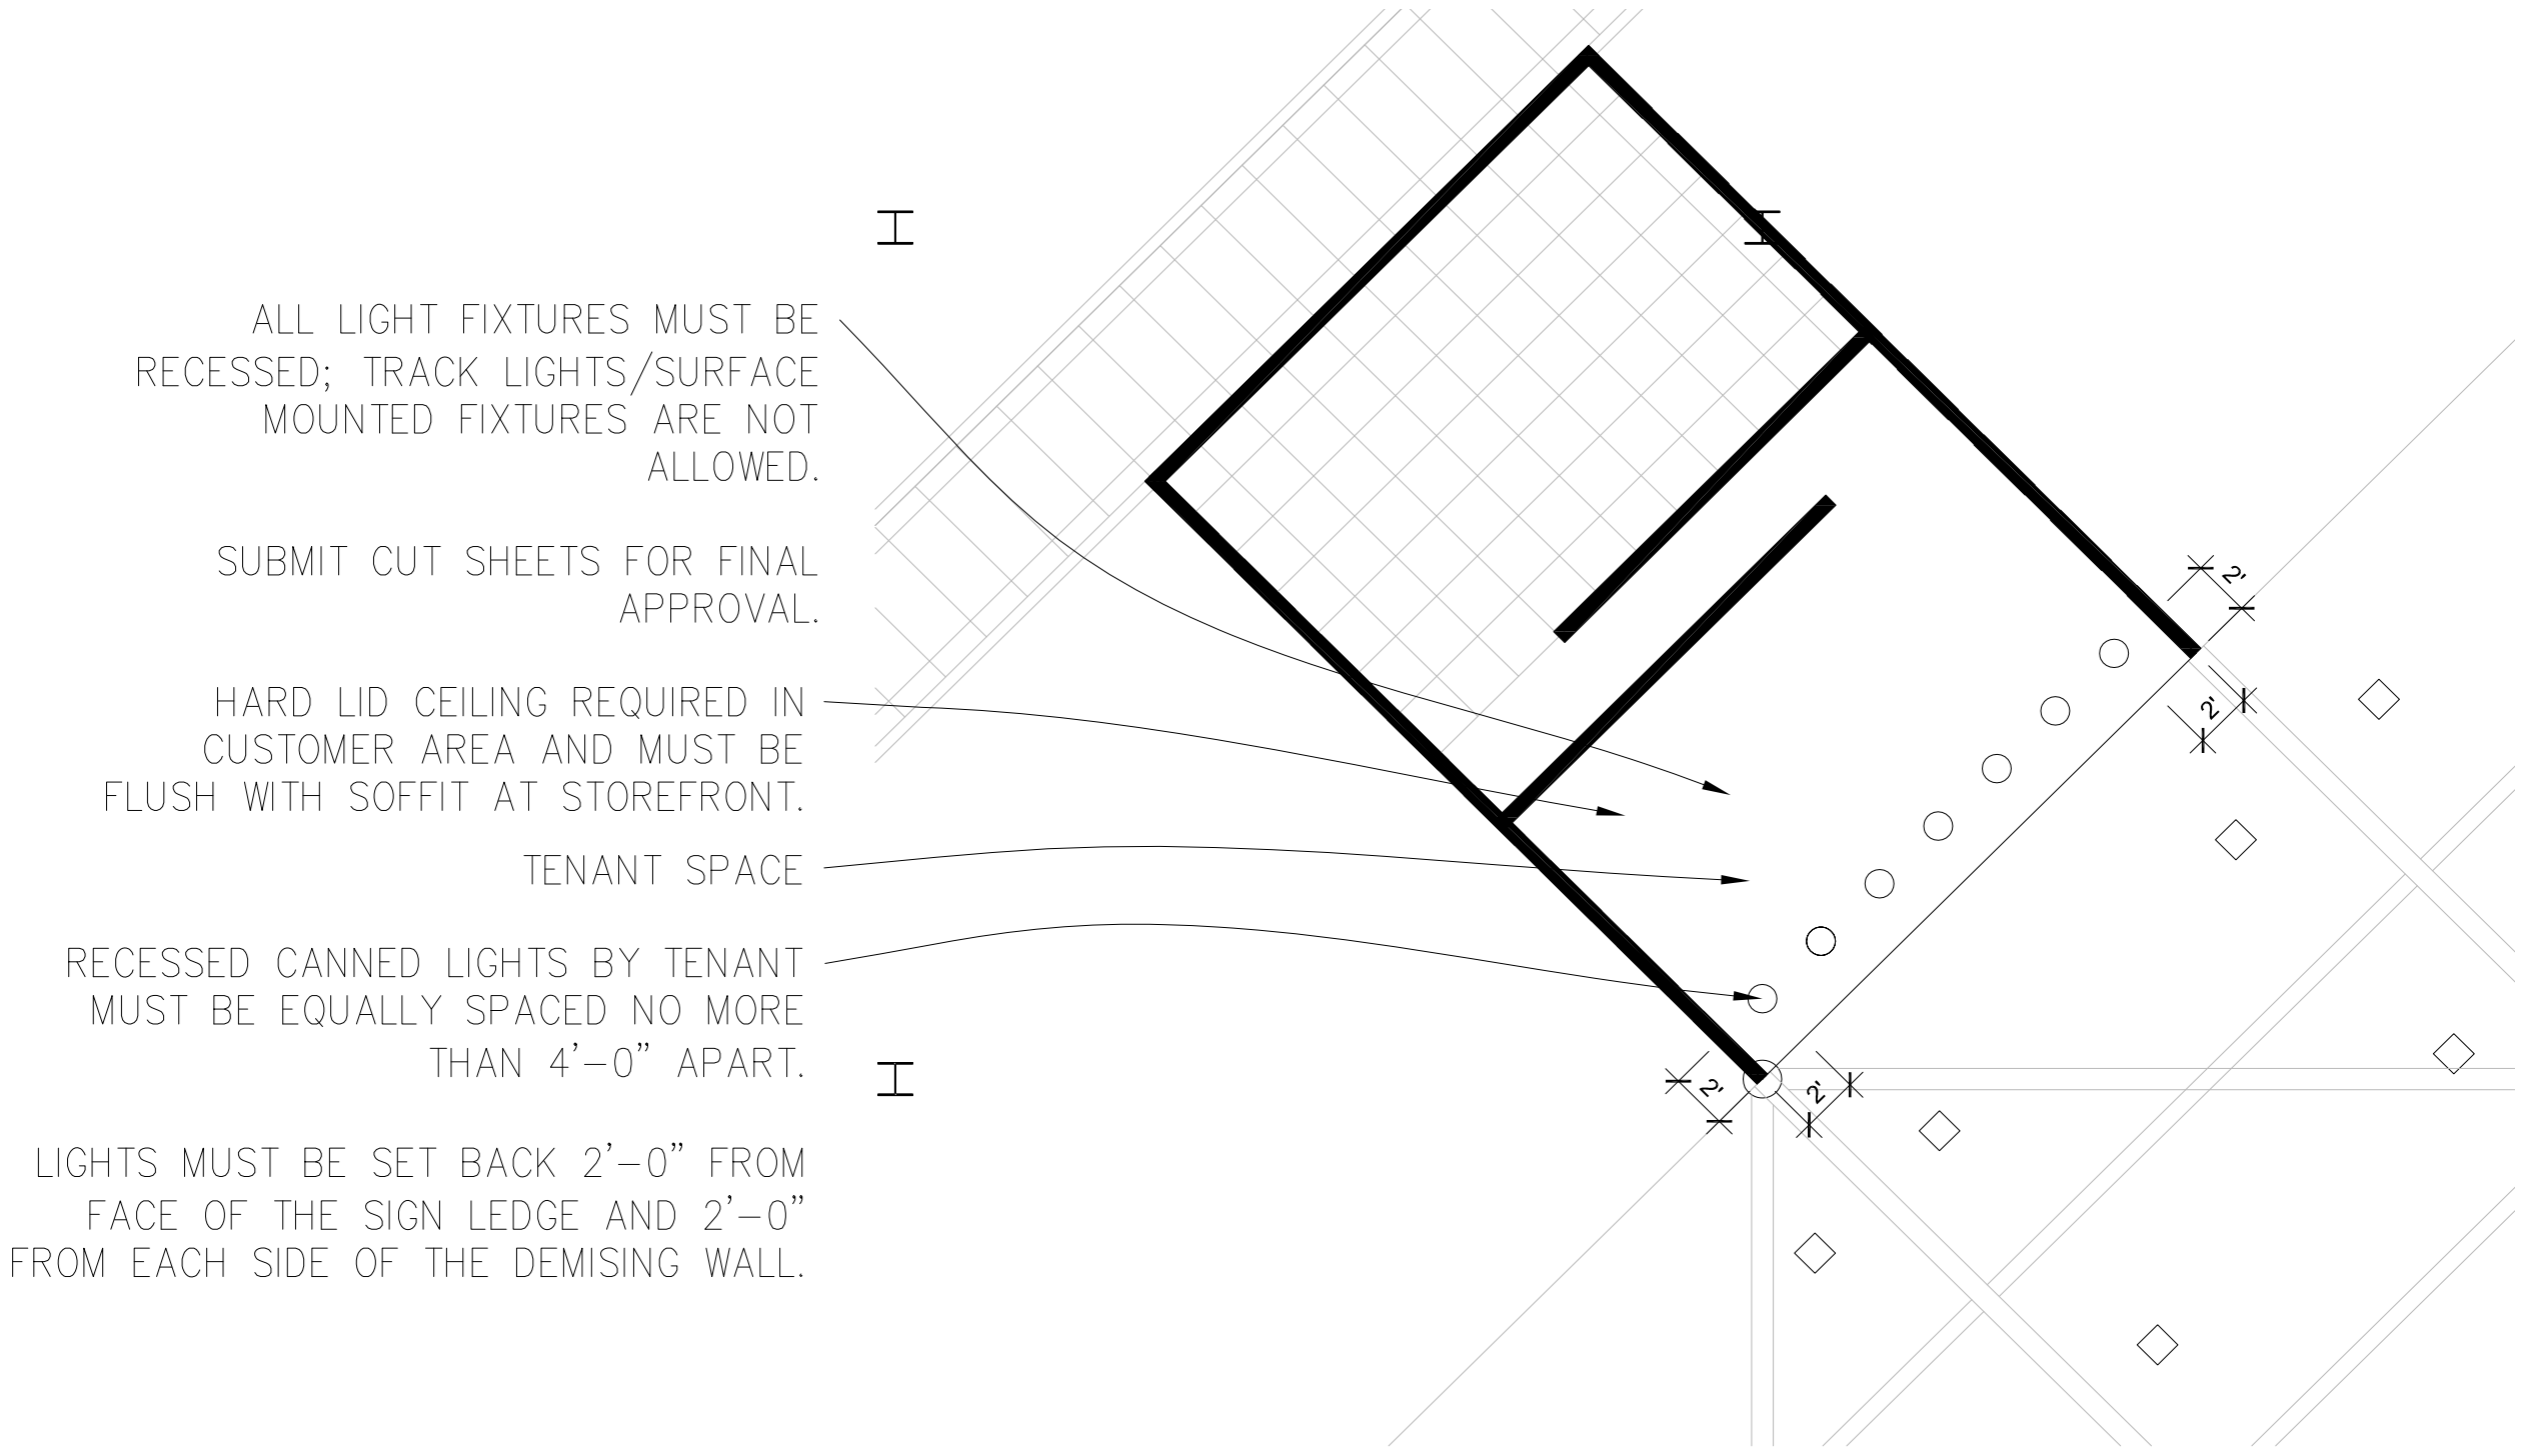 ALL LIGHT FIXTURES MUST BE
RECESSED; TRACK LIGHTS/SURFACE
MOUNTED FIXTURES ARE NOT
ALLOWED.
SUBMIT CUT SHEETS FOR FINAL
APPROVAL.
HARD LID CEILING REQUIRED IN
CUSTOMER AREA AND MUST BE
FLUSH WITH SOFFIT AT STOREFRONT.
TENANT SPACE
RECESSED CANNED LIGHTS BY TENANT
MUST BE EQUALLY SPACED NO MORE
THAN 4'-0" APART.
LIGHTS MUST BE SET BACK 2'-0" FROM
FACE OF THE SIGN LEDGE AND 2'-0"
FROM EACH SIDE OF THE DEMISING WALL.
2'
2'
2'
2'